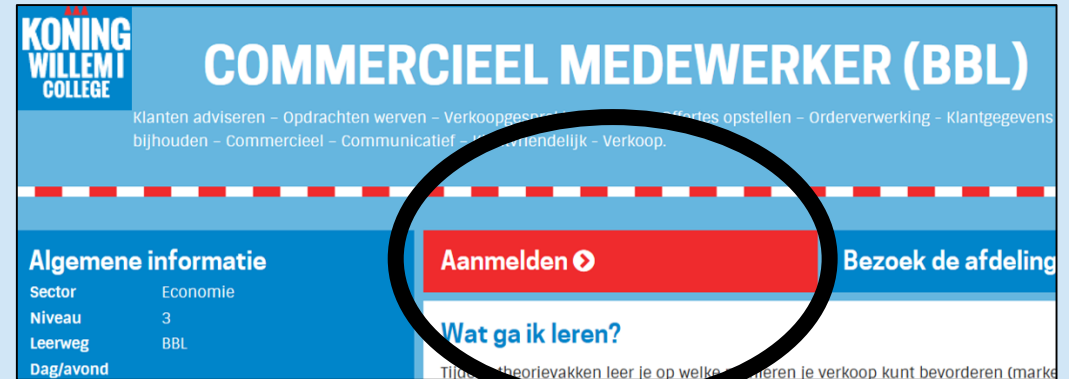 KONING
WILLEM I
COLLEGE
COMMERCIEEL MEDEWERKER (BBL)
Klanten adviseren – Opdrachten werven – opstellen – Orderverwerking - Klantgegevens
bijhouden – Commercieel – Communicatief – - Verkoop.
Algemene informatie
Sector Economie
Niveau 3
Leerweg BBL
Dag/avond
Aanmelden
Bezoek de afdeling
Wat ga ik leren?
theorievakken leer je op welke je verkoop kunt bevorderen